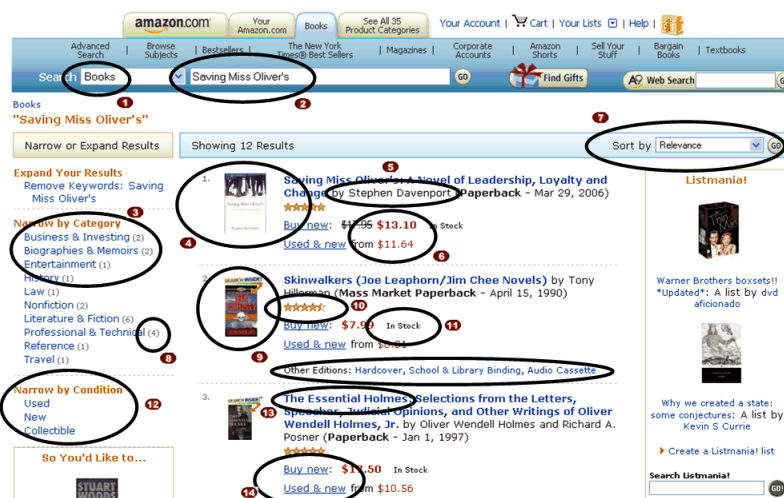 amazon.com
Your Amazon.com
Books
See All 35 Product Categories
Your Account | Cart | Your Lists | Help |
Advanced Search | Browse Subjects | Bestsellers | The New York Times® Best Sellers | Magazines | Corporate Accounts | Amazon Shorts | Sell Your Stuff | Bargain Books | Textbooks
Search Books Saving Miss Oliver's GO Find Gifts A9 Web Search
1
2
Books
"Saving Miss Oliver's"
7
Narrow or Expand Results
Showing 12 Results
Sort by Relevance GO
Expand Your Results
Remove Keywords: Saving
Miss Oliver's
3
Narrow by Category
Business & Investing (2)
Biographies & Memoirs (2)
Entertainment (1)
History (1)
Law (1)
Nonfiction (2)
Literature & Fiction (6)
Professional & Technical (4)
Reference (1)
Travel (1)
8
Narrow by Condition
Used
New
Collectible
12
So You'd Like to...
STUART
WOODS
5
1.
Saving Miss Oliver's
Saving Miss Oliver's: A Novel of Leadership, Loyalty and
Change by Stephen Davenport (Paperback - Mar 29, 2006)
4
Buy new: $17.95 $13.10 In Stock
Used & new from $11.64
6
2.
SEARCH INSIDE!
Skinwalkers (Joe Leaphorn/Jim Chee Novels) by Tony
Hillerman (Mass Market Paperback - April 15, 1990)
10
Buy new: $7.99 In Stock
11
Used & new from
9
Other Editions: Hardcover, School & Library Binding, Audio Cassette
3.
SEARCH INSIDE!
13
The Essential Holmes: Selections from the Letters,
Speeches, Judicial Opinions, and Other Writings of Oliver
Wendell Holmes, Jr. by Oliver Wendell Holmes and Richard A.
Posner (Paperback - Jan 1, 1997)
Buy new: $17.50 In Stock
Used & new from $10.56
14
Listmania!
Warner Brothers boxsets!!
*Updated*: A list by dvd
aficionado
Why we created a state:
some conjectures: A list by
Kevin S Currie
Create a Listmania! list
Search Listmania!
GO